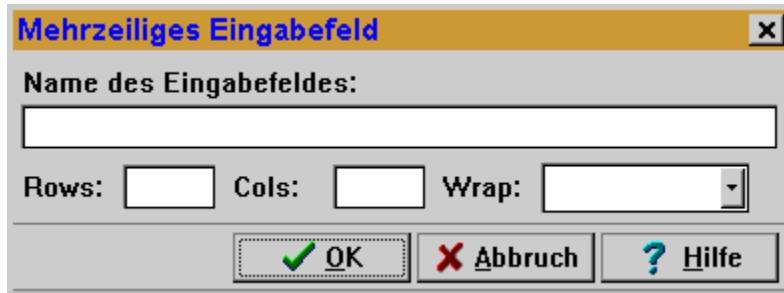 Mehrzeiliges Eingabefeld
Name des Eingabefeldes:
Rows: Cols: Wrap:
OK Abbruch Hilfe